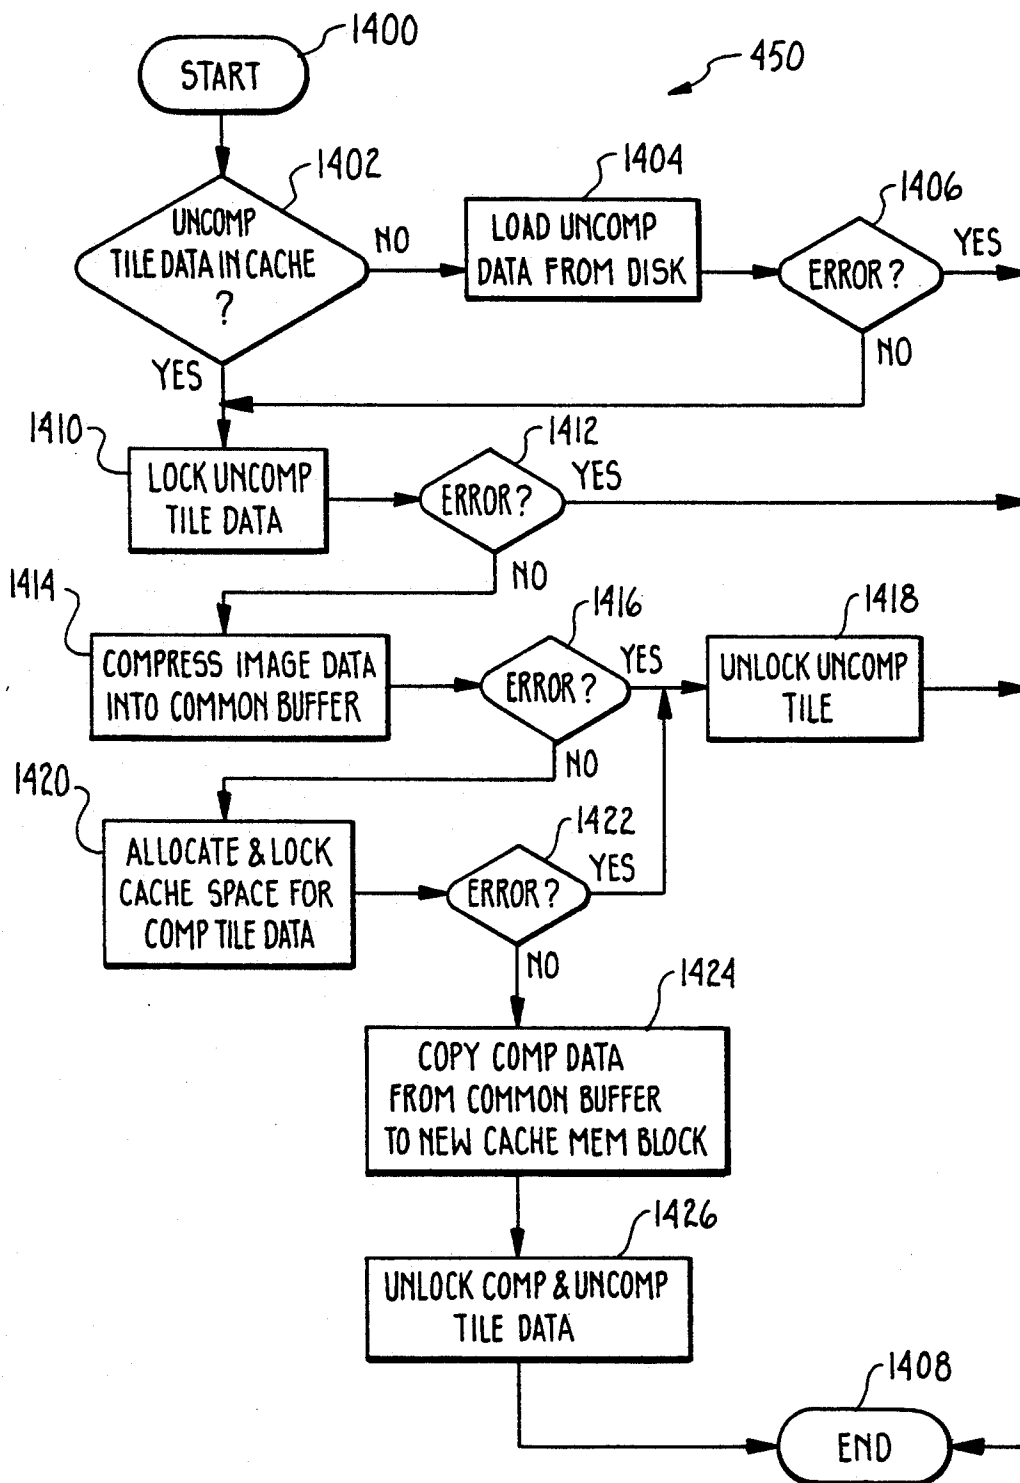 1400
START
450
1402
UNCOMP
TILE DATA IN CACHE
?
NO
YES
1404
LOAD UNCOMP
DATA FROM DISK
1406
ERROR?
YES
NO
1410
LOCK UNCOMP
TILE DATA
1412
ERROR?
YES
NO
1414
COMPRESS IMAGE DATA
INTO COMMON BUFFER
1416
ERROR?
YES
NO
1418
UNLOCK UNCOMP
TILE
1420
ALLOCATE & LOCK
CACHE SPACE FOR
COMP TILE DATA
1422
ERROR?
YES
NO
1424
COPY COMP DATA
FROM COMMON BUFFER
TO NEW CACHE MEM BLOCK
1426
UNLOCK COMP & UNCOMP
TILE DATA
1408
END